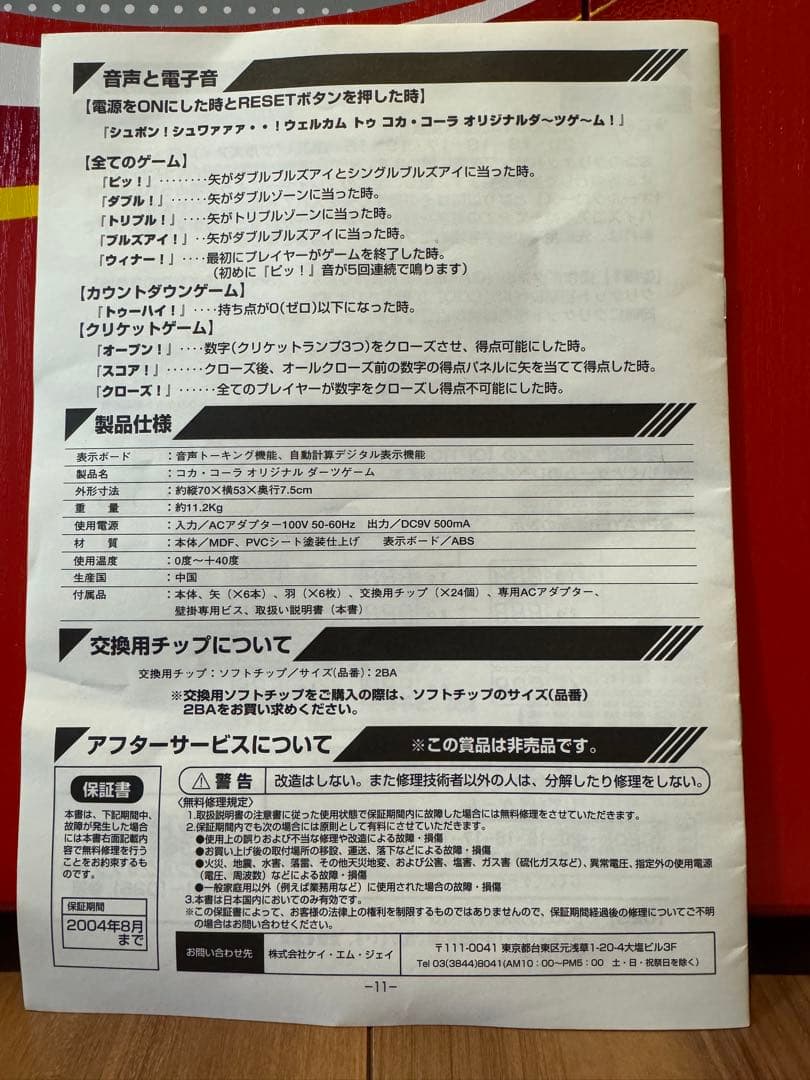 音声と電子音
【電源をONにした時とRESETボタンを押した時】
『シュポン!シュワァァァ・・!ウェルカム トゥ コカ・コーラ オリジナルダ〜ツゲーム!』
【全てのゲーム】
『ピッ!』‥‥‥‥矢がダブルブルズアイとシングルブルズアイに当った時。
『ダブル!』‥‥‥矢がダブルゾーンに当った時。
『トリプル!』‥‥矢がトリプルゾーンに当った時。
『ブルズアイ!』‥矢がダブルブルズアイに当った時。
『ウィナー!』‥‥最初にプレイヤーがゲームを終了した時。
(初めに『ピッ!』音が5回連続で鳴ります)
【カウントダウンゲーム】
『トゥーハイ!』‥‥持ち点が0(ゼロ)以下になった時。
【クリケットゲーム】
『オープン!』‥‥数字(クリケットランプ3つ)をクローズさせ、得点可能にした時。
『スコア!』‥‥‥クローズ後、オールクローズ前の数字の得点パネルに矢を当てて得点した時。
『クローズ!』‥‥‥全てのプレイヤーが数字をクローズし得点不可能にした時。
製品仕様
表示ボード :音声トーキング機能、自動計算デジタル表示機能
製品名 :コカ・コーラ オリジナル ダーツゲーム
外形寸法 :約縦70×横53×奥行7.5cm
重量 :約11.2Kg
使用電源 :入力/ACアダプター100V 50-60Hz 出力/DC9V 500mA
材質 :本体/MDF、PVCシート塗装仕上げ 表示ボード/ABS
使用温度 :0度〜+40度
生産国 :中国
付属品 :本体、矢(×6本)、羽(×6枚)、交換用チップ(×24個)、専用ACアダプター、
壁掛専用ビス、取扱い説明書(本書)
交換用チップについて
交換用チップ:ソフトチップ/サイズ(品番):2BA
※交換用ソフトチップをご購入の際は、ソフトチップのサイズ(品番)
2BAをお買い求めください。
アフターサービスについて ※この賞品は非売品です。
保証書
本書は、下記期間中、
故障が発生した場合
には本書右面記載内
容で無料修理を行う
ことをお約束するも
のです。
保証期間
2004年8月
まで
⚠警告 改造はしない。また修理技術者以外の人は、分解したり修理をしない。
〈無料修理規定〉
1.取扱説明書の注意書に従った使用状態で保証期間内に故障した場合には無料修理をさせていただきます。
2.保証期間内でも次の場合には原則として有料にさせていただきます。
●使用上の誤りおよび不当な修理や改造による故障・損傷
●お買い上げ後の取付場所の移設、運送、落下などによる故障・損傷
●火災、地震、水害、落雷、その他天災地変、および公害、塩害、ガス害(硫化ガスなど)、異常電圧、指定外の使用電源
(電圧、周波数)などによる故障・損傷
●一般家庭用以外(例えば業務用など)に使用された場合の故障・損傷
3.本書は日本国内においてのみ有効です。
※この保証書によって、お客様の法律上の権利を制限するものではありませんので、保証期間経過後の修理についてご不明
の場合はお問い合わせください。
お問い合わせ先 株式会社ケイ・エム・ジェイ
〒111-0041 東京都台東区元浅草1-20-4大塩ビル3F
Tel 03(3844)8041(AM10:00〜PM5:00 土・日・祝祭日を除く)
−11−